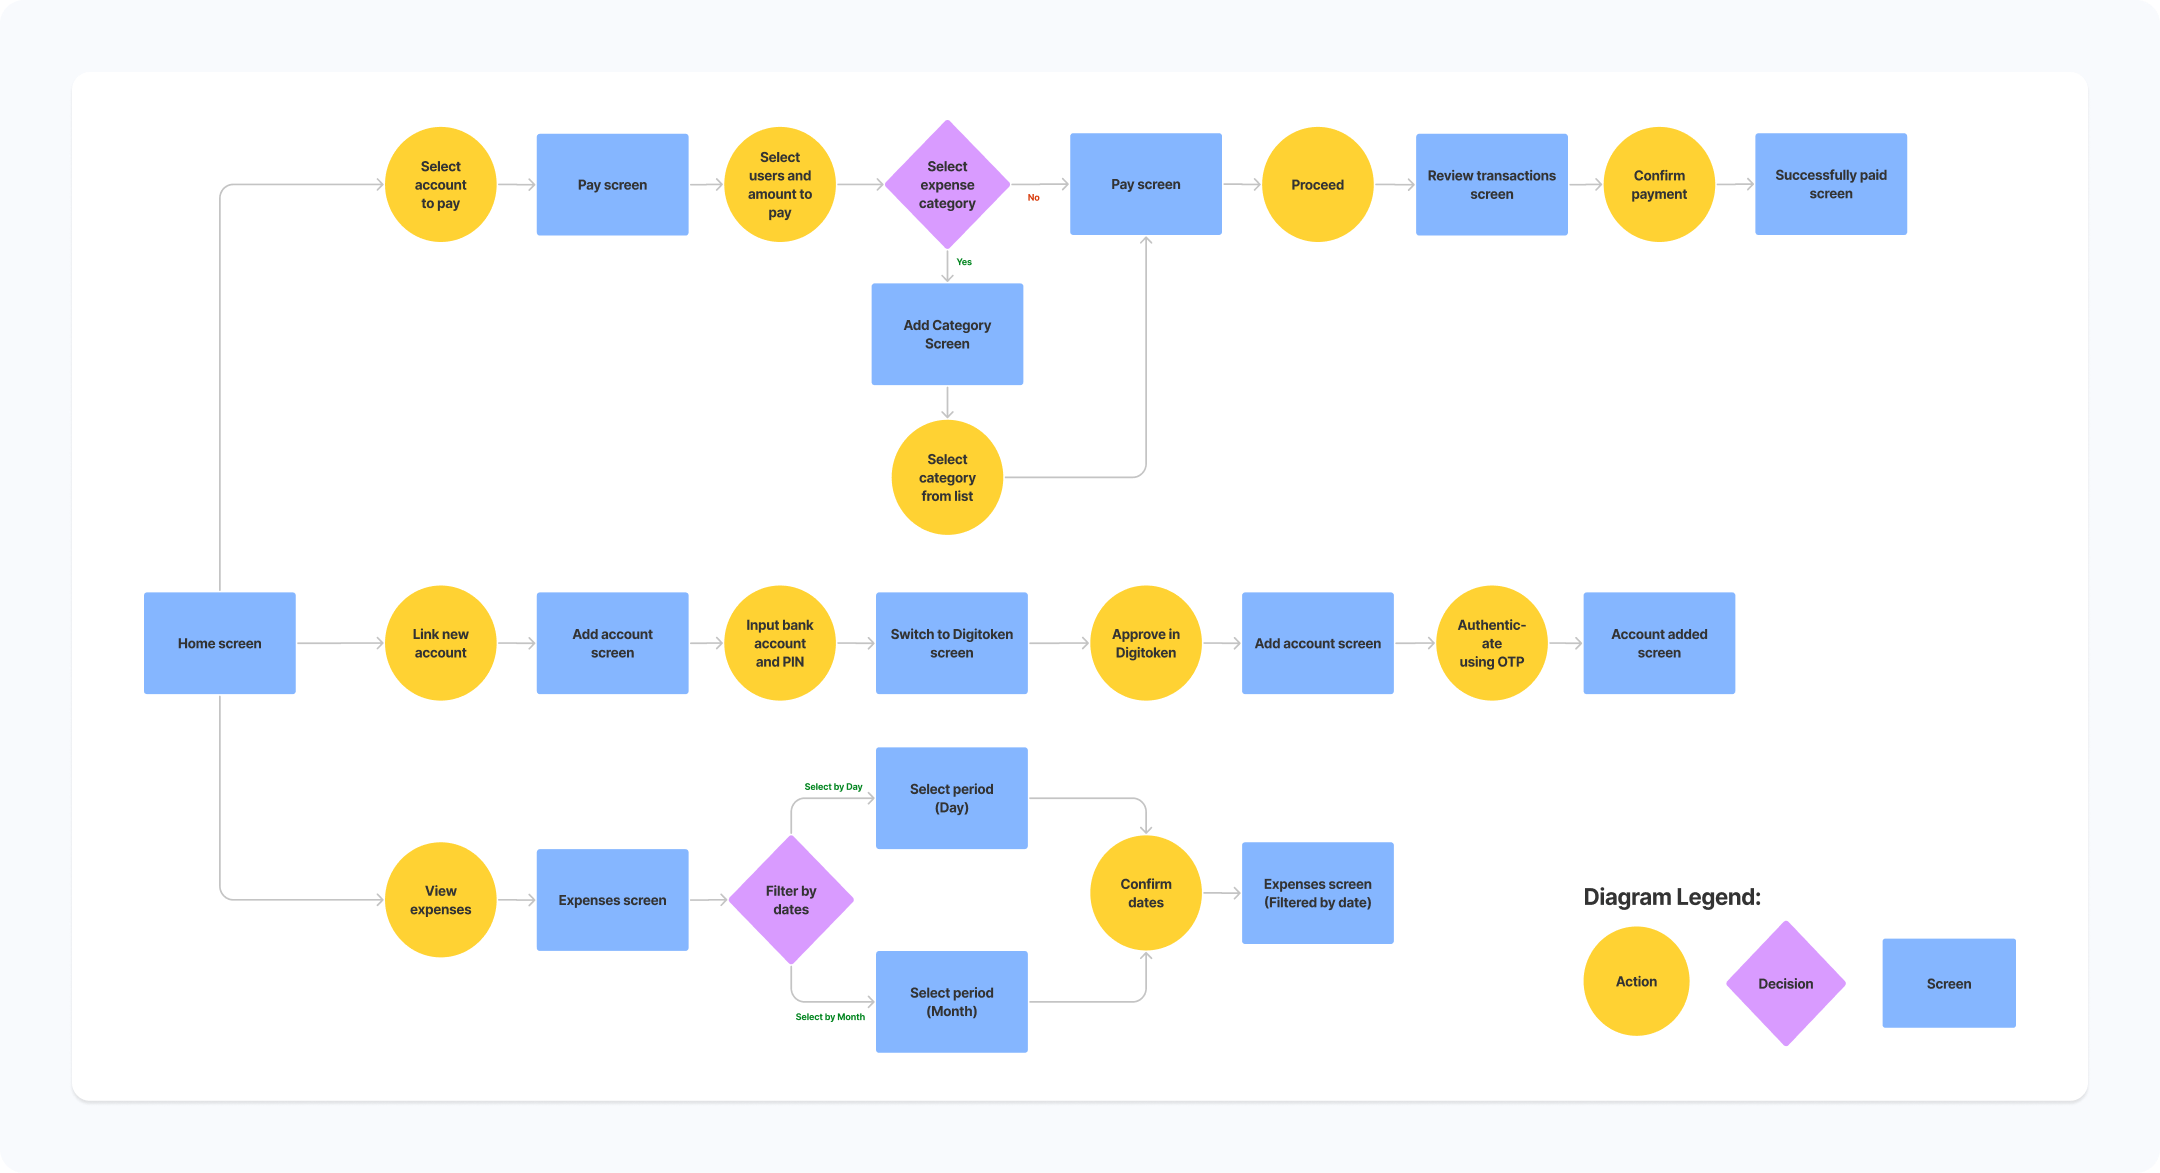 Select
account
to pay
Pay screen
Select
users and
amount to
pay
Select
expense
category
No
Pay screen
Proceed
Review transactions
screen
Confirm
payment
Successfully paid
screen
Yes
Add Category
Screen
Select
category
from list
Home screen
Link new
account
Add account
screen
Input bank
account
and PIN
Switch to Digitoken
screen
Approve in
Digitoken
Add account screen
Authentic-
ate
using OTP
Account added
screen
View
expenses
Expenses screen
Filter by
dates
Select by Day
Select period
(Day)
Select by Month
Select period
(Month)
Confirm
dates
Expenses screen
(Filtered by date)
Diagram Legend:
Action
Decision
Screen